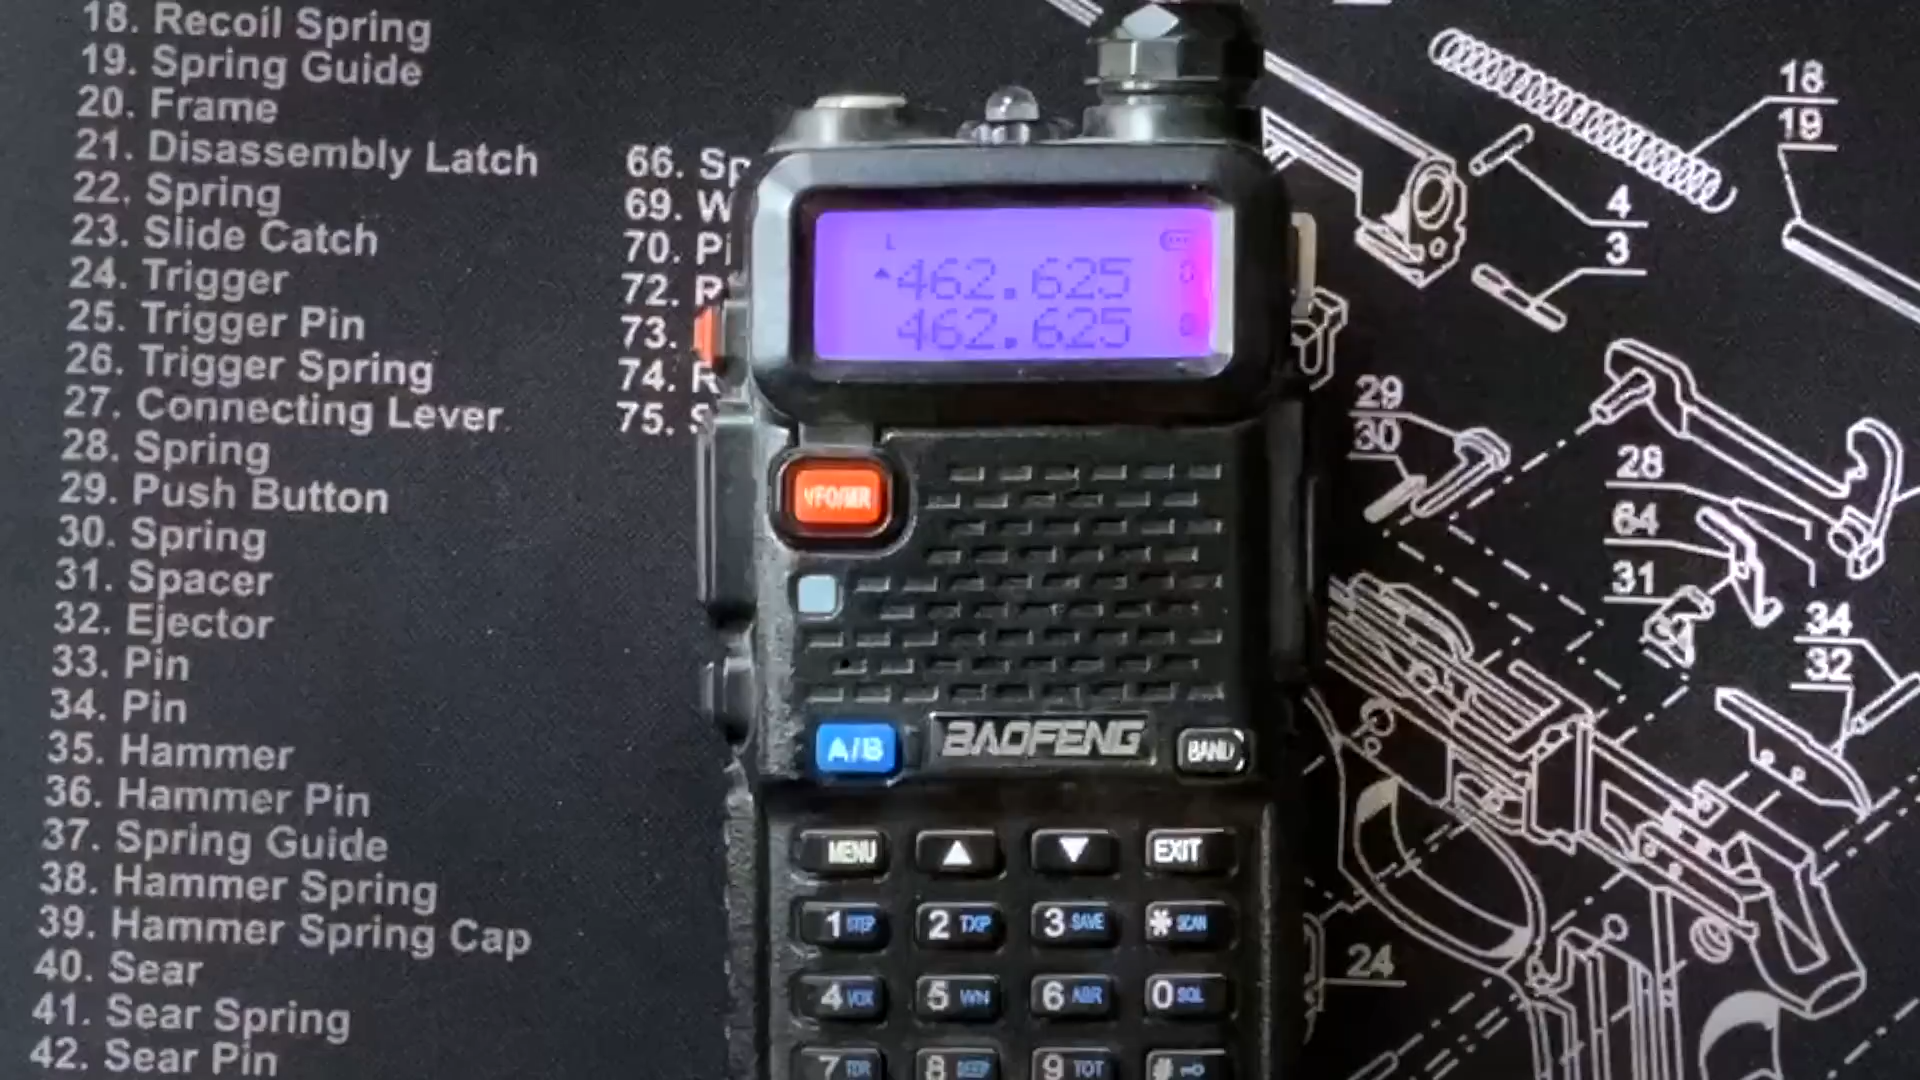 18. Recoil Spring
19. Spring Guide
20. Frame
21. Disassembly Latch
22. Spring
23. Slide Catch
24. Trigger
25. Trigger Pin
26. Trigger Spring
27. Connecting Lever
28. Spring
29. Push Button
30. Spring
31. Spacer
32. Ejector
33. Pin
34. Pin
35. Hammer
36. Hammer Pin
37. Spring Guide
38. Hammer Spring
39. Hammer Spring Cap
40. Sear
41. Sear Spring
42. Sear Pin
66. Sp
69. W
70. Pi
72. R
73.
74. R
75. S
L
462.625 0
462.625
VFO/MR
A/B BAOFENG BAND
MENU ▲ ▼ EXIT
1 STEP 2 TXP 3 SAVE * SCAN
4 VOX 5 WN 6 ABR 0 SQL
7 TDR 8 BEEP 9 TOT #
18
19
4
3
29
30
28
64
31
34
32
24